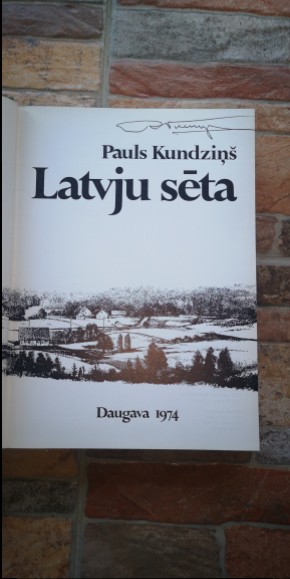 Pauls Kundziņš
Latvju sēta
Daugava 1974